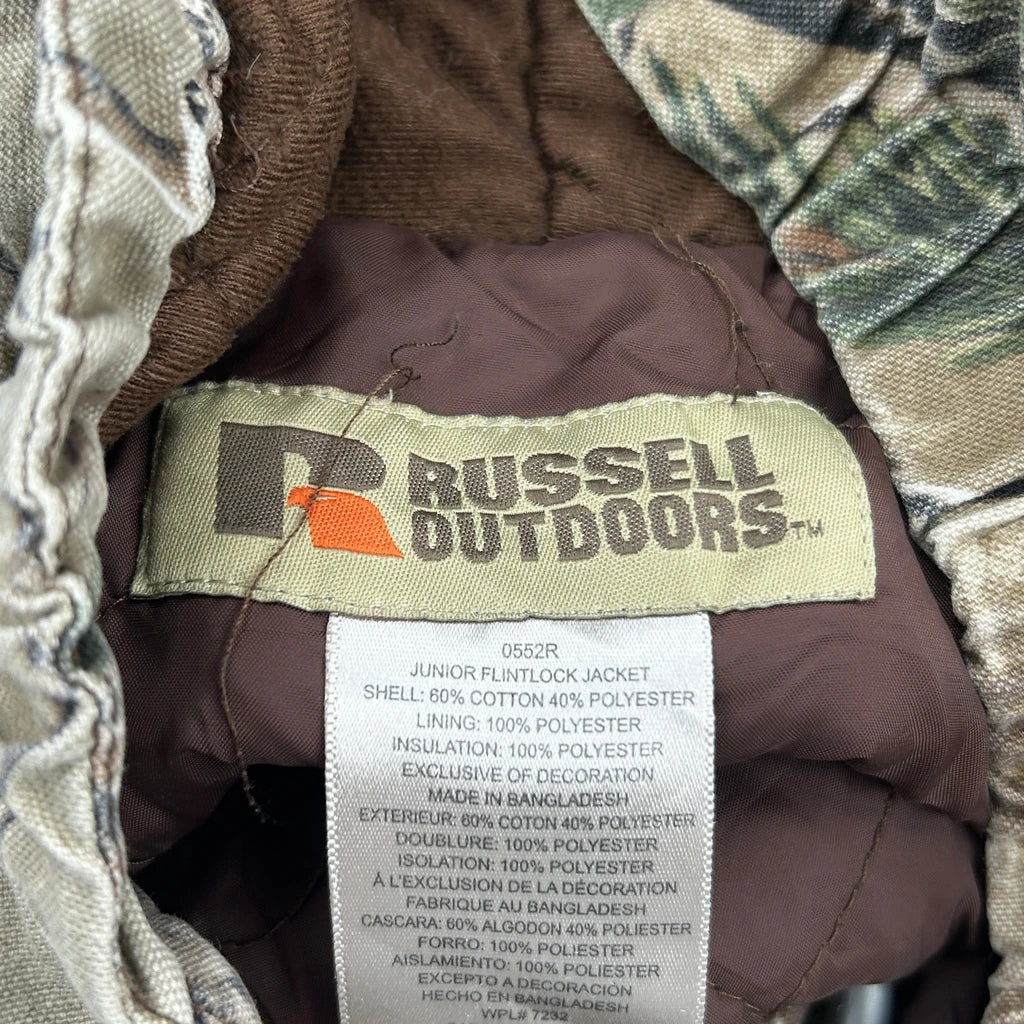 R RUSSELL
OUTDOORS™
0552R
JUNIOR FLINTLOCK JACKET
SHELL: 60% COTTON 40% POLYESTER
LINING: 100% POLYESTER
INSULATION: 100% POLYESTER
EXCLUSIVE OF DECORATION
MADE IN BANGLADESH
EXTERIEUR: 60% COTON 40% POLYESTER
DOUBLURE: 100% POLYESTER
ISOLATION: 100% POLYESTER
À L'EXCLUSION DE LA DÉCORATION
FABRIQUE AU BANGLADESH
CASCARA: 60% ALGODON 40% POLIESTER
FORRO: 100% POLIESTER
AISLAMIENTO: 100% POLIESTER
EXCEPTO A DECORACIÓN
HECHO EN BANGLADESH
WPL# 7232